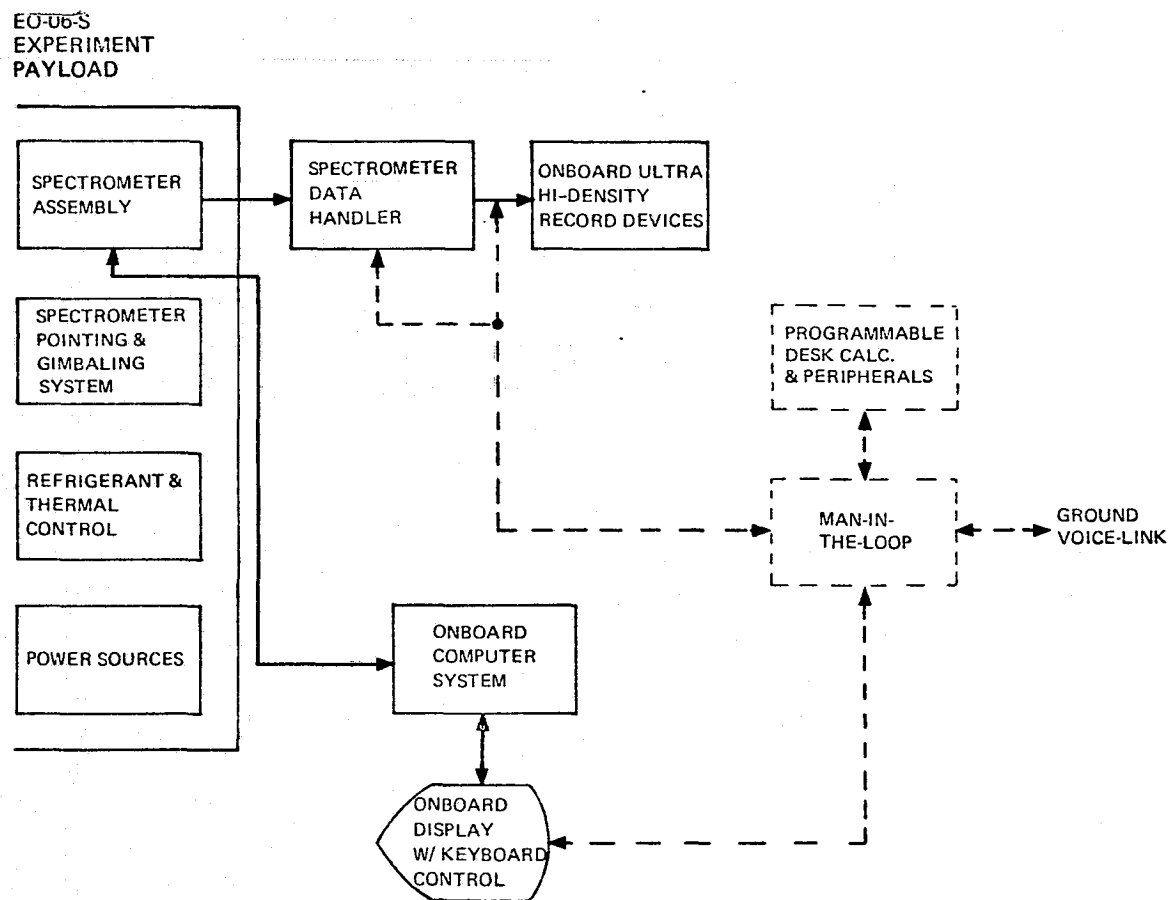 EO-06-S
EXPERIMENT
PAYLOAD
SPECTROMETER
ASSEMBLY
SPECTROMETER
DATA
HANDLER
ONBOARD ULTRA
HI-DENSITY
RECORD DEVICES
SPECTROMETER
POINTING &
GIMBALING
SYSTEM
PROGRAMMABLE
DESK CALC.
& PERIPHERALS
REFRIGERANT &
THERMAL
CONTROL
MAN-IN-
THE-LOOP
GROUND
VOICE-LINK
POWER SOURCES
ONBOARD
COMPUTER
SYSTEM
ONBOARD
DISPLAY
W/ KEYBOARD
CONTROL